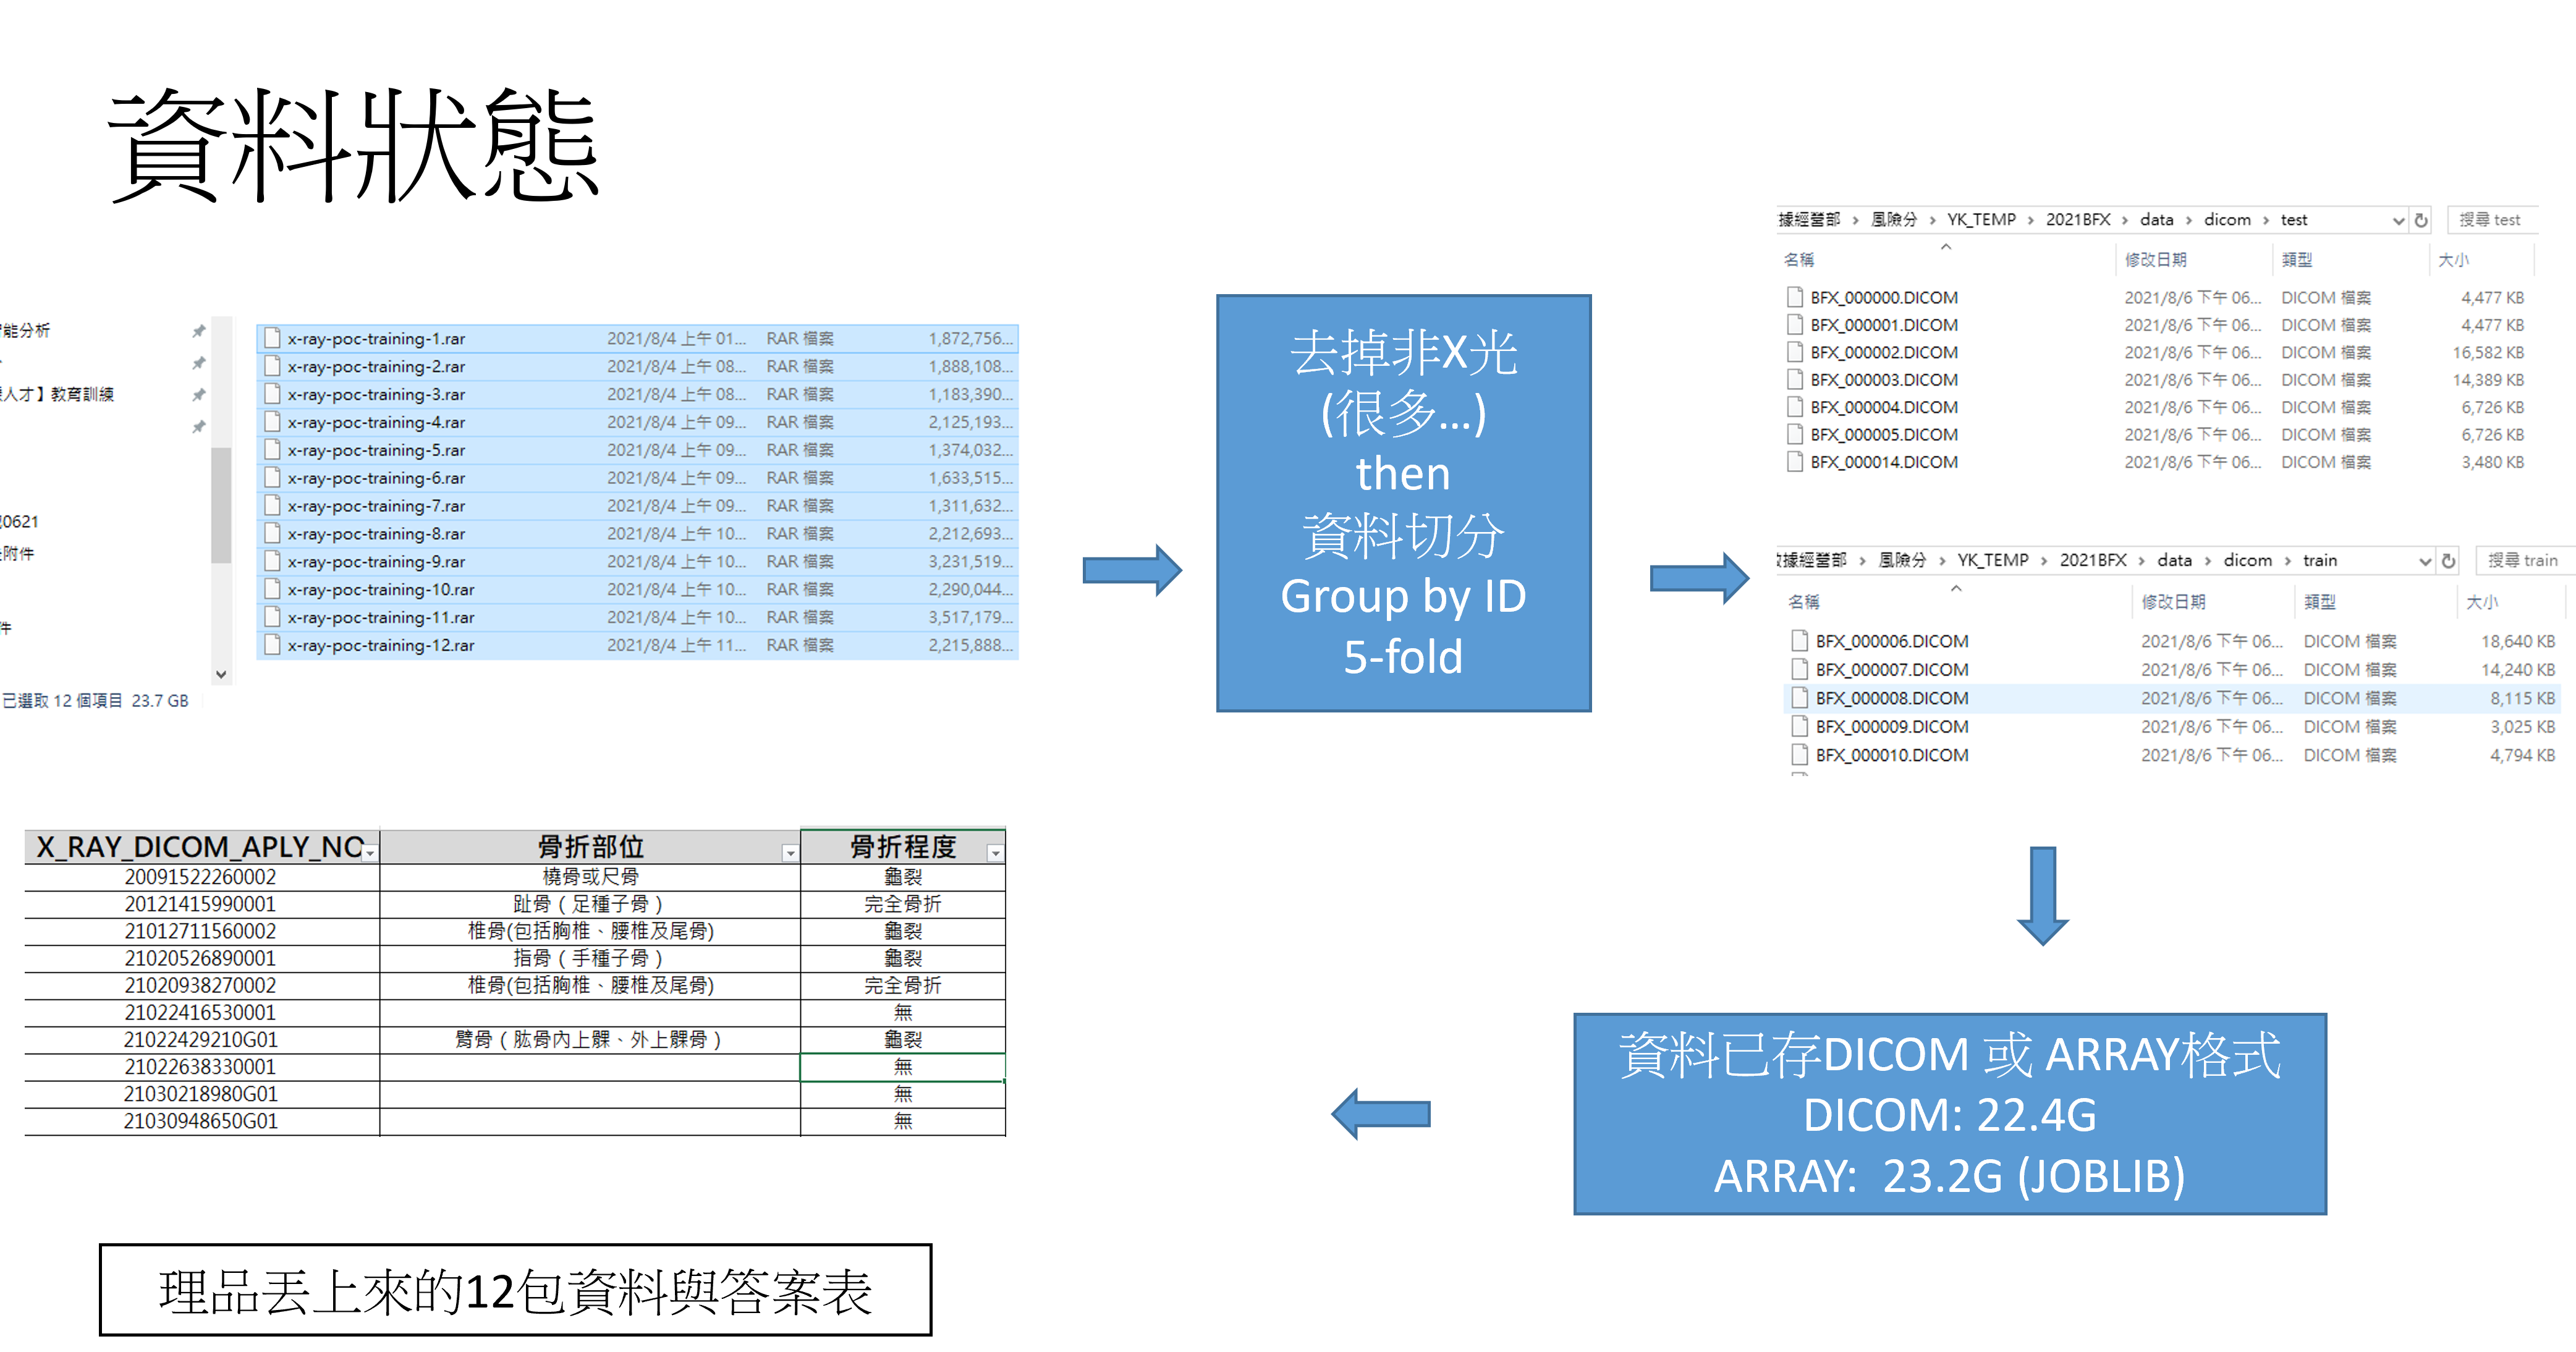 資料狀態
能分析
人才】教育訓練
0621
附件
件
已選取 12 個項目 23.7 GB
x-ray-poc-training-1.rar 2021/8/4 上午 01... RAR 檔案 1,872,756...
x-ray-poc-training-2.rar 2021/8/4 上午 08... RAR 檔案 1,888,108...
x-ray-poc-training-3.rar 2021/8/4 上午 08... RAR 檔案 1,183,390...
x-ray-poc-training-4.rar 2021/8/4 上午 09... RAR 檔案 2,125,193...
x-ray-poc-training-5.rar 2021/8/4 上午 09... RAR 檔案 1,374,032...
x-ray-poc-training-6.rar 2021/8/4 上午 09... RAR 檔案 1,633,515...
x-ray-poc-training-7.rar 2021/8/4 上午 09... RAR 檔案 1,311,632...
x-ray-poc-training-8.rar 2021/8/4 上午 10... RAR 檔案 2,212,693...
x-ray-poc-training-9.rar 2021/8/4 上午 10... RAR 檔案 3,231,519...
x-ray-poc-training-10.rar 2021/8/4 上午 10... RAR 檔案 2,290,044...
x-ray-poc-training-11.rar 2021/8/4 上午 10... RAR 檔案 3,517,179...
x-ray-poc-training-12.rar 2021/8/4 上午 11... RAR 檔案 2,215,888...
去掉非X光
(很多...)
then
資料切分
Group by ID
5-fold
據經營部 › 風險分 › YK_TEMP › 2021BFX › data › dicom › test 搜尋 test
名稱 修改日期 類型 大小
BFX_000000.DICOM 2021/8/6 下午 06... DICOM 檔案 4,477 KB
BFX_000001.DICOM 2021/8/6 下午 06... DICOM 檔案 4,477 KB
BFX_000002.DICOM 2021/8/6 下午 06... DICOM 檔案 16,582 KB
BFX_000003.DICOM 2021/8/6 下午 06... DICOM 檔案 14,389 KB
BFX_000004.DICOM 2021/8/6 下午 06... DICOM 檔案 6,726 KB
BFX_000005.DICOM 2021/8/6 下午 06... DICOM 檔案 6,726 KB
BFX_000014.DICOM 2021/8/6 下午 06... DICOM 檔案 3,480 KB
據經營部 › 風險分 › YK_TEMP › 2021BFX › data › dicom › train 搜尋 train
名稱 修改日期 類型 大小
BFX_000006.DICOM 2021/8/6 下午 06... DICOM 檔案 18,640 KB
BFX_000007.DICOM 2021/8/6 下午 06... DICOM 檔案 14,240 KB
BFX_000008.DICOM 2021/8/6 下午 06... DICOM 檔案 8,115 KB
BFX_000009.DICOM 2021/8/6 下午 06... DICOM 檔案 3,025 KB
BFX_000010.DICOM 2021/8/6 下午 06... DICOM 檔案 4,794 KB
資料已存DICOM 或 ARRAY格式
DICOM: 22.4G
ARRAY: 23.2G (JOBLIB)
X_RAY_DICOM_APLY_NO 骨折部位 骨折程度
20091522260002 橈骨或尺骨 龜裂
20121415990001 趾骨（足種子骨） 完全骨折
21012711560002 椎骨(包括胸椎、腰椎及尾骨) 龜裂
21020526890001 指骨（手種子骨） 龜裂
21020938270002 椎骨(包括胸椎、腰椎及尾骨) 完全骨折
21022416530001 無
21022429210G01 臂骨（肱骨內上髁、外上髁骨） 龜裂
21022638330001 無
21030218980G01 無
21030948650G01 無
理品丟上來的12包資料與答案表